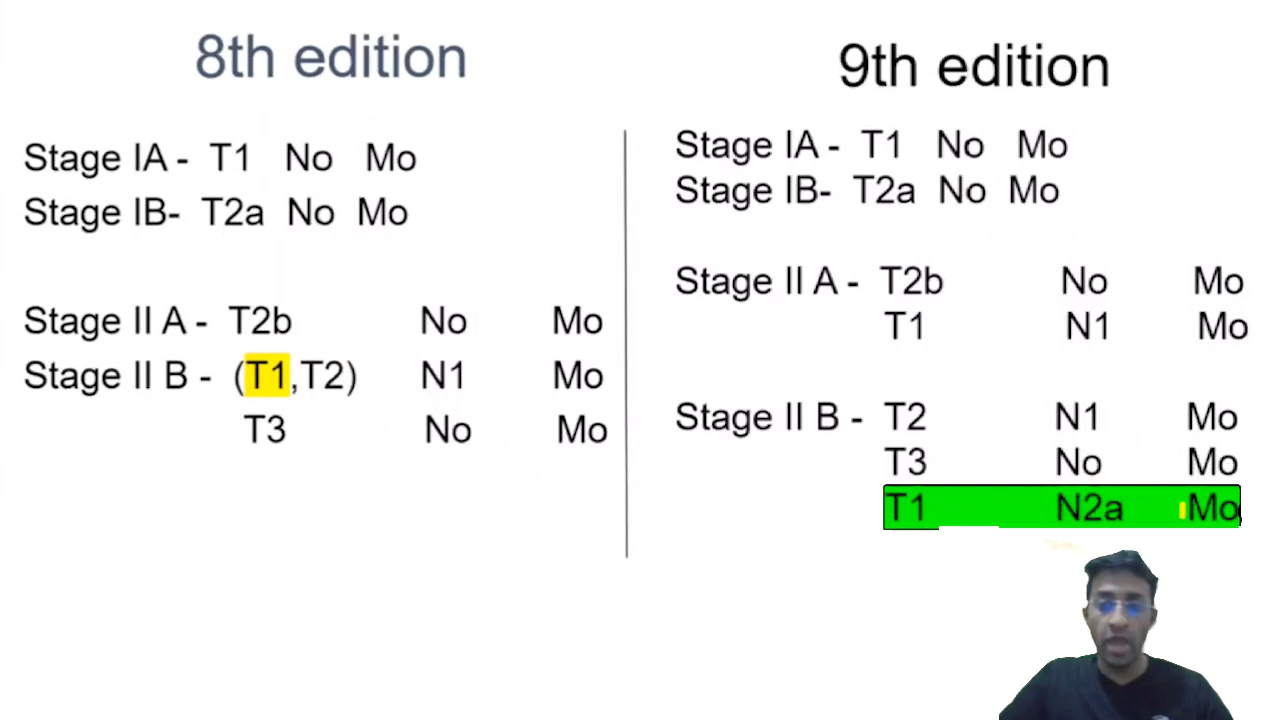 8th edition
Stage IA - T1 No Mo
Stage IB- T2a No Mo
Stage II A - T2b No Mo
Stage II B - (T1,T2) N1 Mo
T3 No Mo
9th edition
Stage IA - T1 No Mo
Stage IB- T2a No Mo
Stage II A - T2b No Mo
T1 N1 Mo
Stage II B - T2 N1 Mo
T3 No Mo
T1 N2a Mo